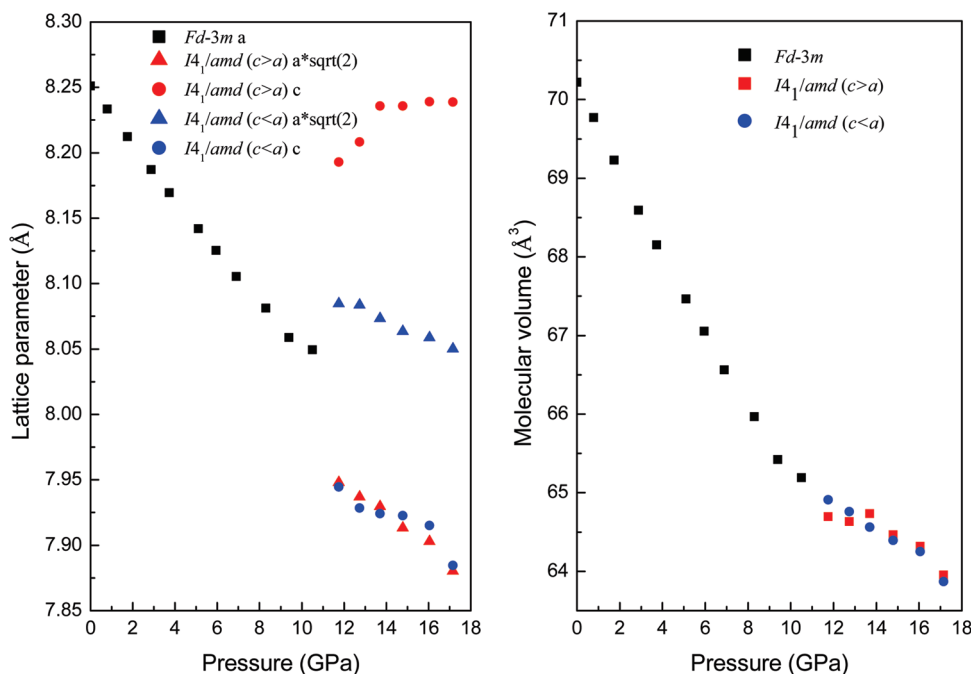 8.30
8.25
8.20
8.15
8.10
8.05
8.00
7.95
7.90
7.85
Lattice parameter (Å)
Fd-3m a
I4₁/amd (c>a) a*sqrt(2)
I4₁/amd (c>a) c
I4₁/amd (c<a) a*sqrt(2)
I4₁/amd (c<a) c
0 2 4 6 8 10 12 14 16 18
Pressure (GPa)
71
70
69
68
67
66
65
64
Molecular volume (Å³)
Fd-3m
I4₁/amd (c>a)
I4₁/amd (c<a)
0 2 4 6 8 10 12 14 16 18
Pressure (GPa)